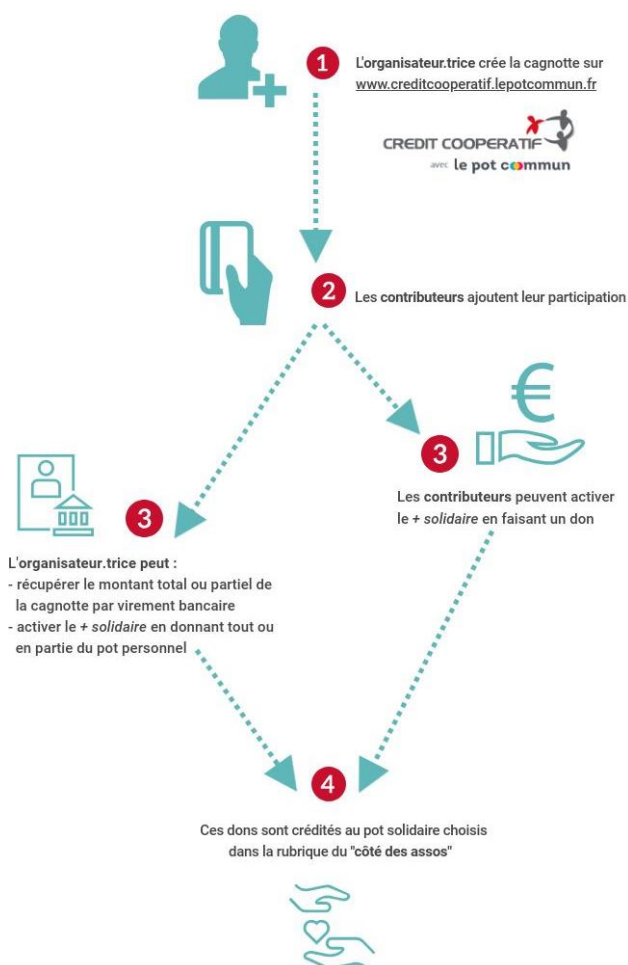 1
L'organisateur.trice crée la cagnotte sur
www.creditcooperatif.lepotcommun.fr
CREDIT COOPERATIF
avec le pot commun
2
Les contributeurs ajoutent leur participation
€
3
Les contributeurs peuvent activer
le + solidaire en faisant un don
3
L'organisateur.trice peut :
- récupérer le montant total ou partiel de
la cagnotte par virement bancaire
- activer le + solidaire en donnant tout ou
en partie du pot personnel
4
Ces dons sont crédités au pot solidaire choisis
dans la rubrique du "côté des assos"